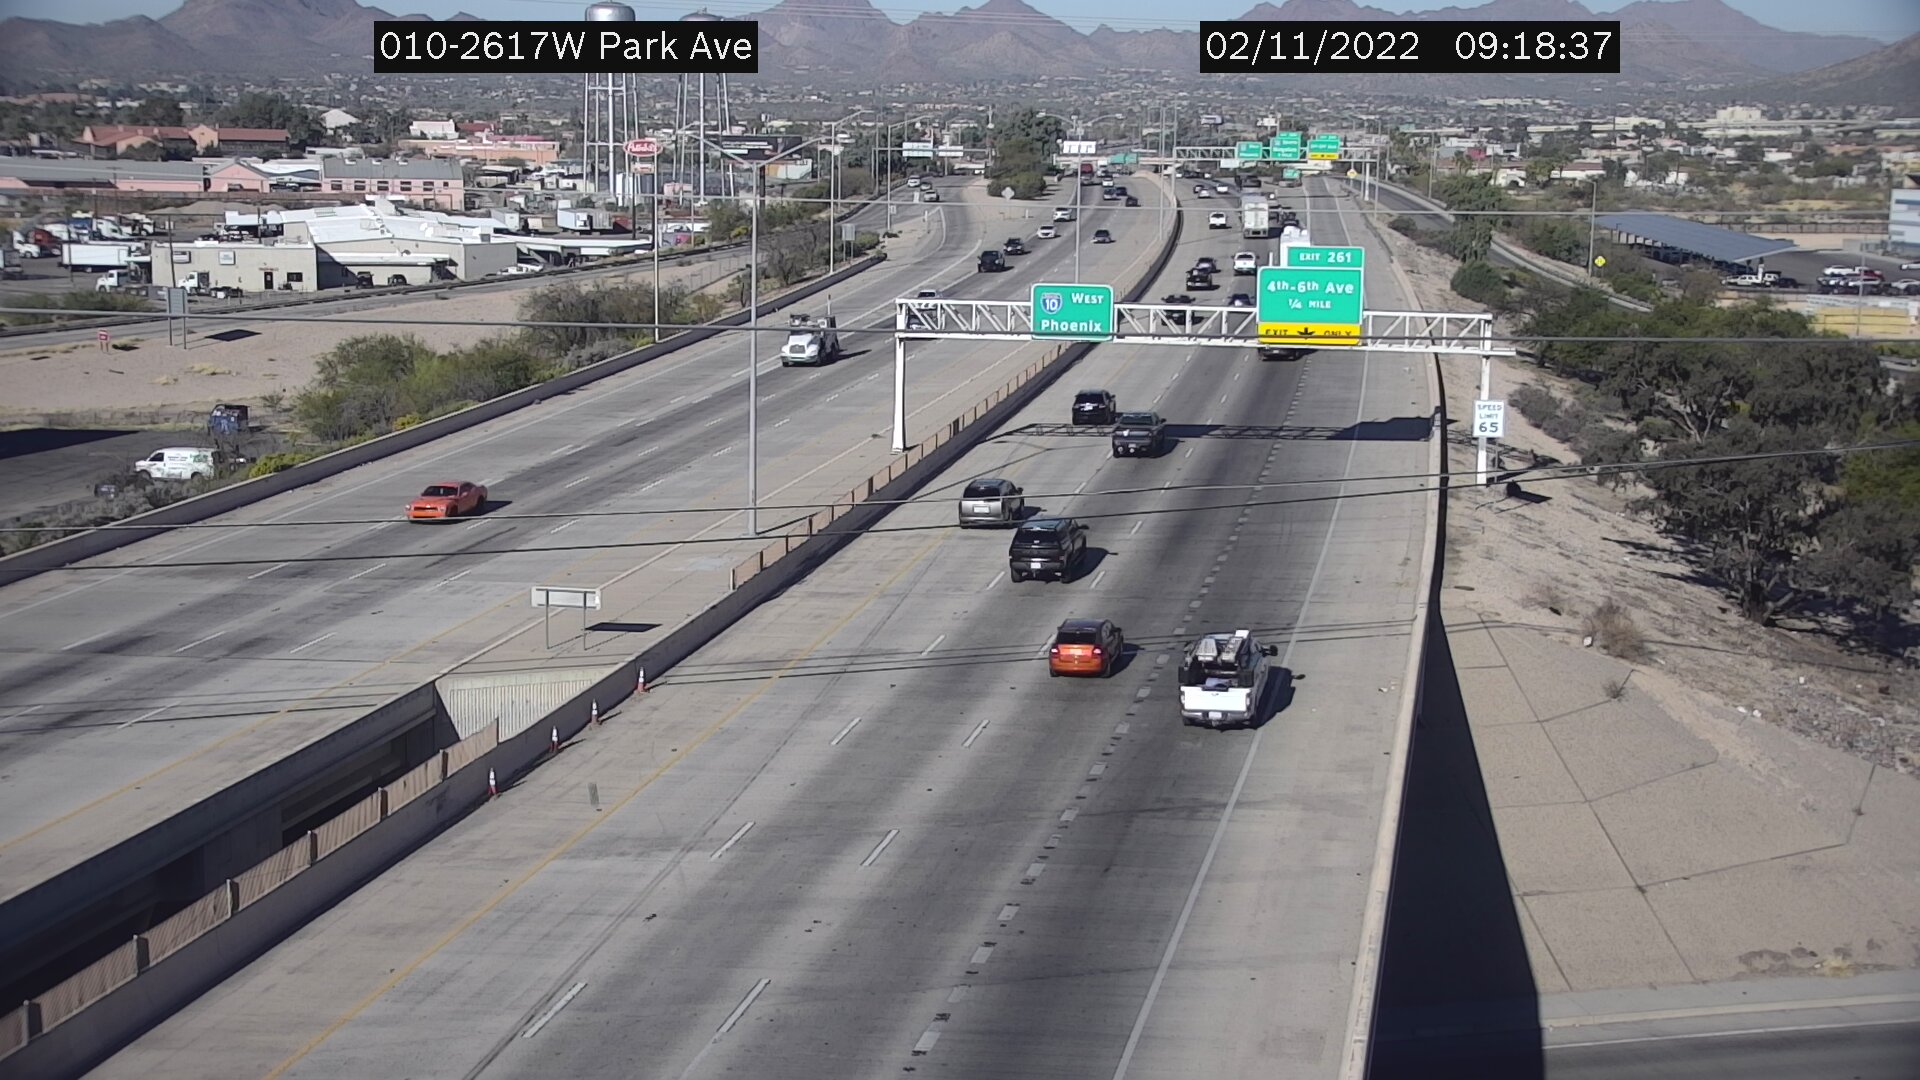 010-2617W Park Ave
02/11/2022 09:18:37
EXIT 261
4th-6th Ave
1/4 MILE
EXIT ONLY
10 WEST
Phoenix
SPEED
LIMIT
65